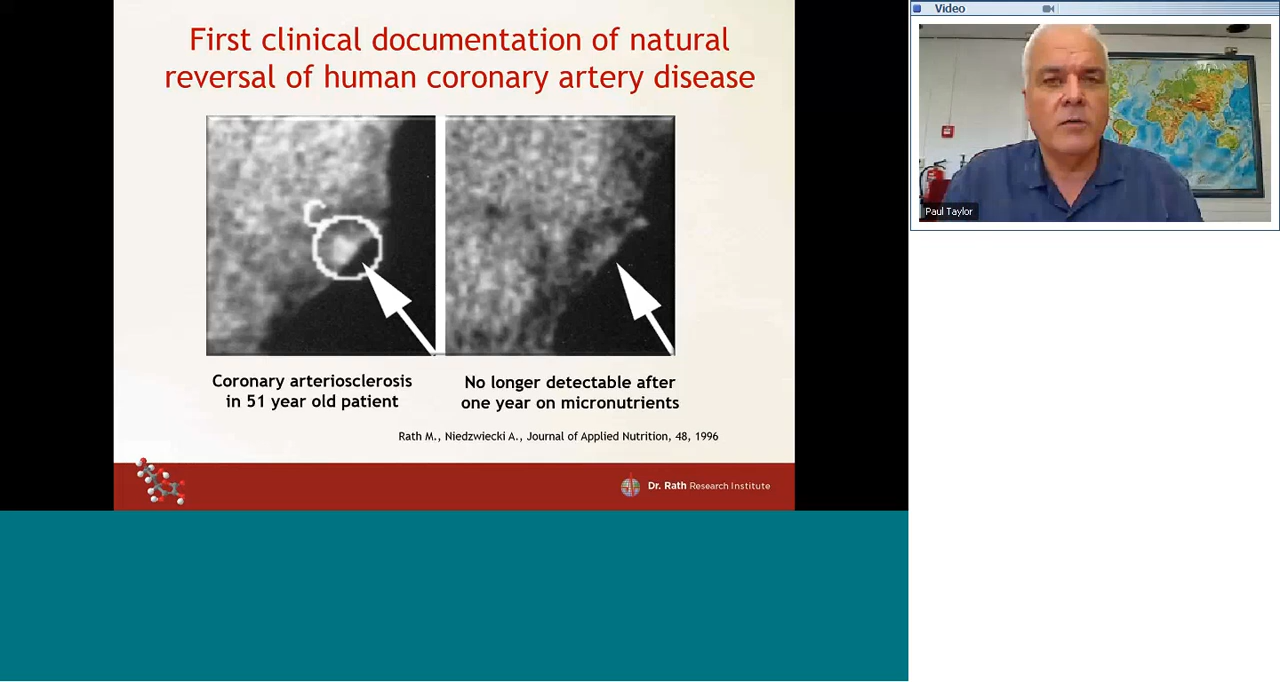 First clinical documentation of natural
reversal of human coronary artery disease
Coronary arteriosclerosis
in 51 year old patient
No longer detectable after
one year on micronutrients
Rath M., Niedzwiecki A., Journal of Applied Nutrition, 48, 1996
Dr. Rath Research Institute
Video
Paul Taylor